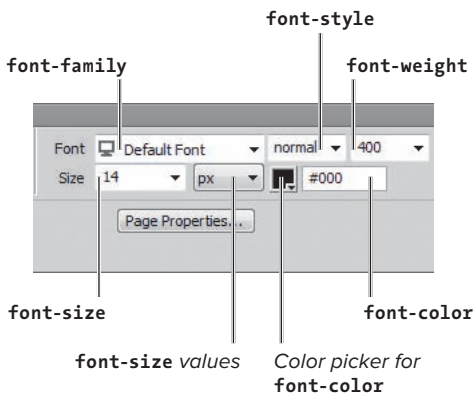 font-style
font-family
font-weight
Font Default Font normal 400
Size 14 px #000
Page Properties...
font-size
font-color
font-size values
Color picker for
font-color